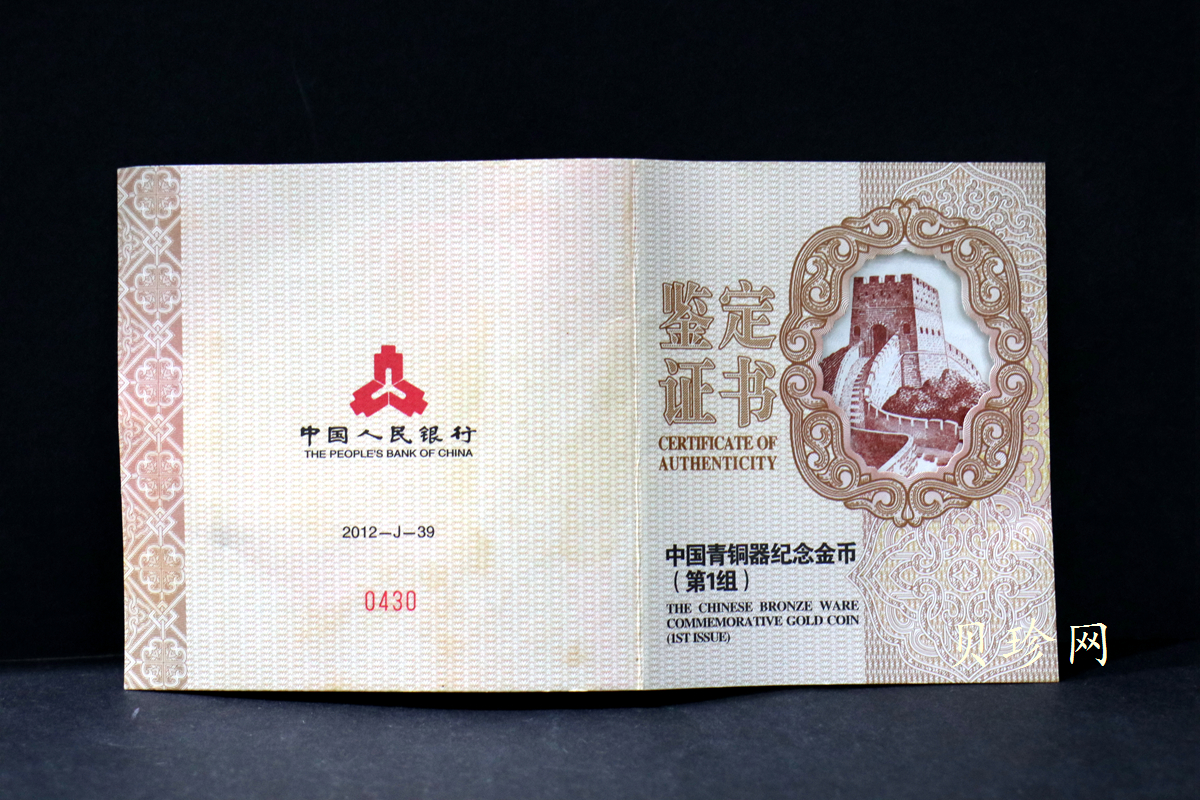 中国人民银行
THE PEOPLE'S BANK OF CHINA
2012—J—39
0430
鉴定
证书
CERTIFICATE OF
AUTHENTICITY
中国青铜器纪念金币
（第1组）
THE CHINESE BRONZE WARE
COMMEMORATIVE GOLD COIN
(1ST ISSUE)
贝珍网